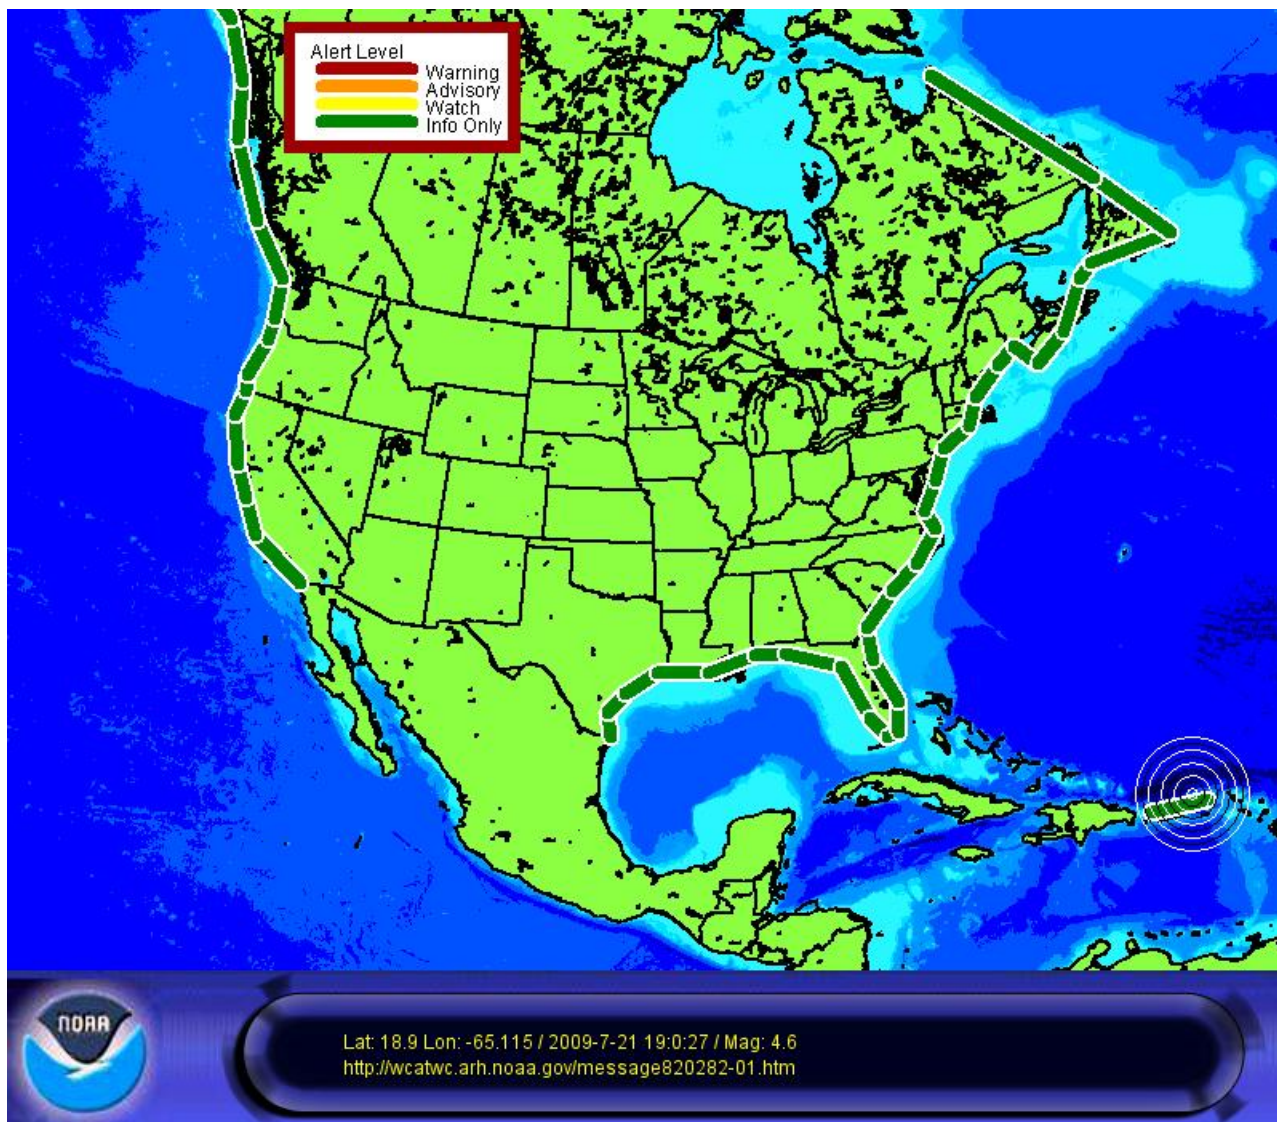 Alert Level
Warning
Advisory
Watch
Info Only
NOAA
Lat: 18.9 Lon: -65.115 / 2009-7-21 19:0:27 / Mag: 4.6
http://wcatwc.arh.noaa.gov/message820282-01.htm